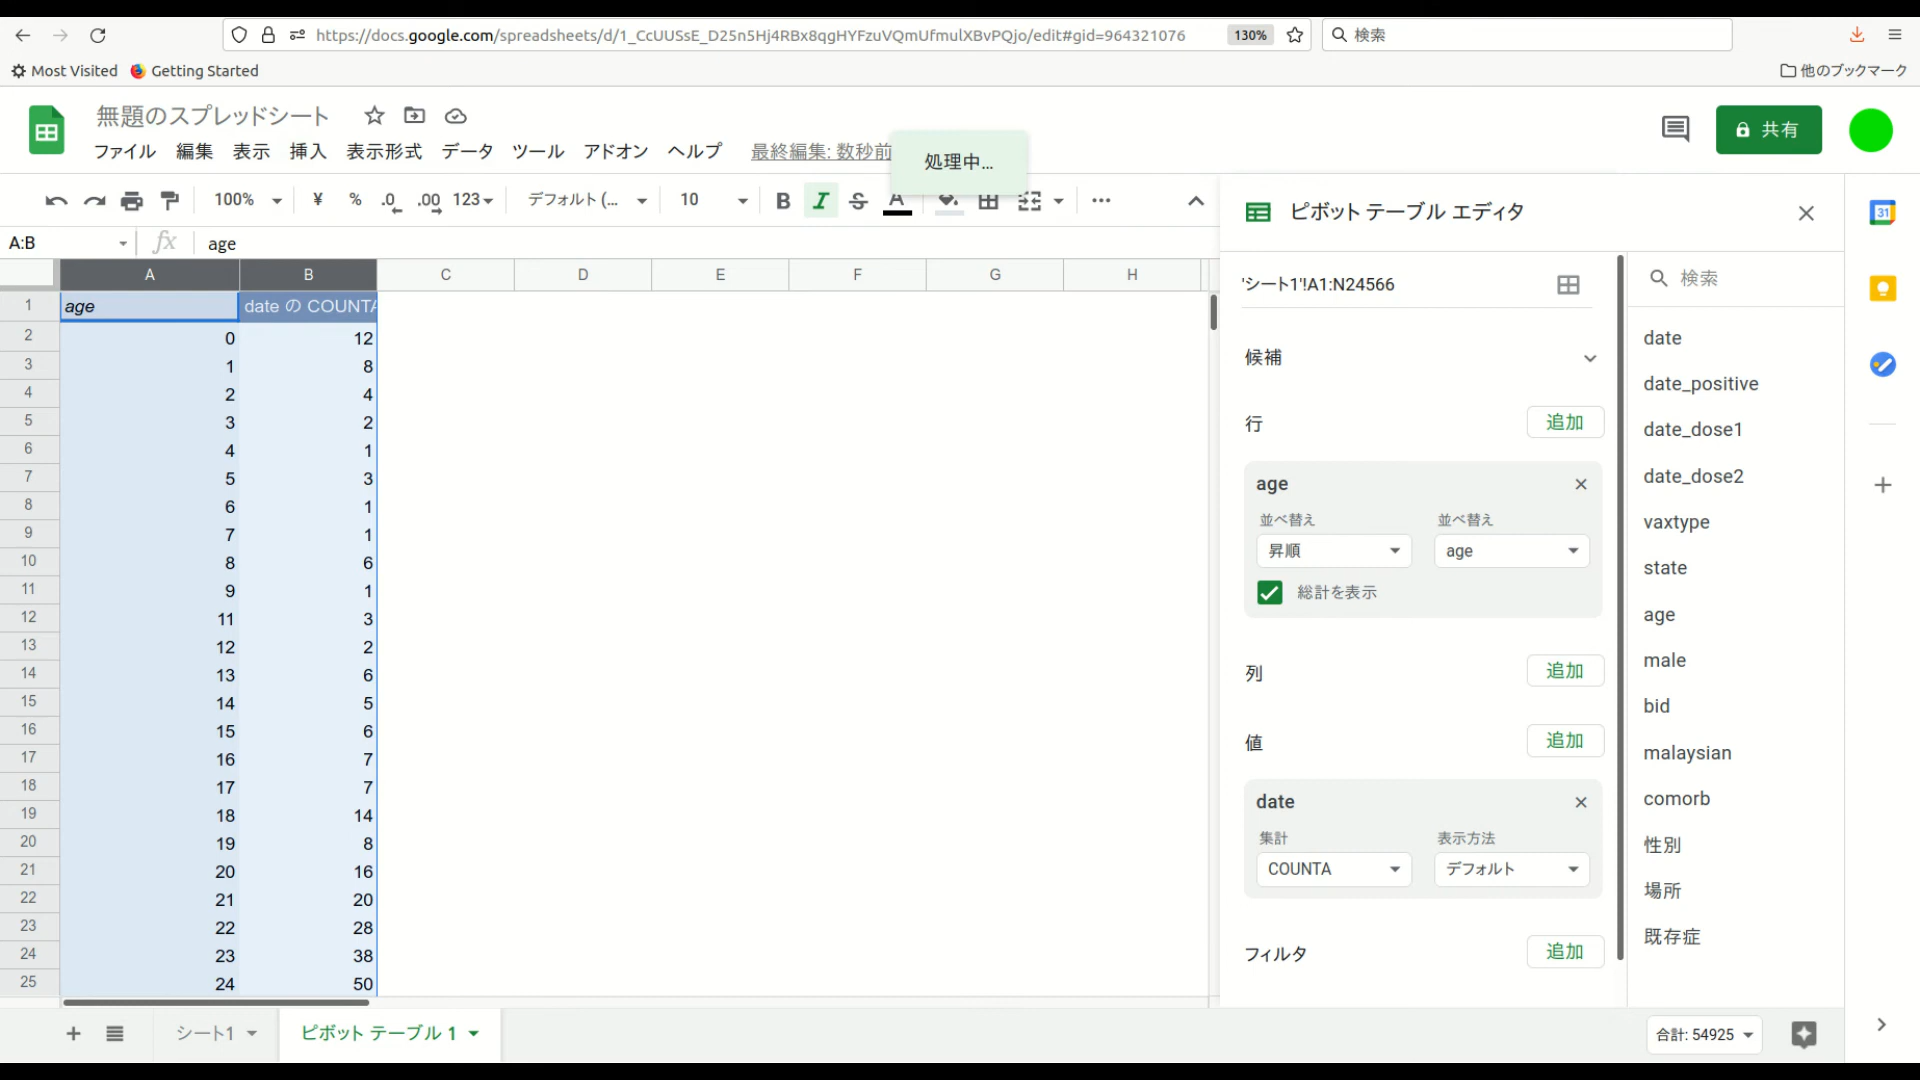 https://docs.google.com/spreadsheets/d/1_CcUUSsE_D25n5Hj4RBx8qgHYFzuVQmUfmulXBvPQjo/edit#gid=964321076 130% 検索
Most Visited Getting Started 他のブックマーク
無題のスプレッドシート
ファイル 編集 表示 挿入 表示形式 データ ツール アドオン ヘルプ 最終編集: 数秒前
処理中...
共有
100% ¥ % .0 .00 123 デフォルト (... 10 B I S A
A:B fx age
A B C D E F G H
1 age date の COUNTA
2 0 12
3 1 8
4 2 4
5 3 2
6 4 1
7 5 3
8 6 1
9 7 1
10 8 6
11 9 1
12 11 3
13 12 2
14 13 6
15 14 5
16 15 6
17 16 7
18 17 7
19 18 14
20 19 8
21 20 16
22 21 20
23 22 28
24 23 38
25 24 50
ピボット テーブル エディタ
'シート1'!A1:N24566
候補
行 追加
age
並べ替え 並べ替え
昇順 age
総計を表示
列 追加
値 追加
date
集計 表示方法
COUNTA デフォルト
フィルタ 追加
検索
date
date_positive
date_dose1
date_dose2
vaxtype
state
age
male
bid
malaysian
comorb
性別
場所
既存症
31
シート1 ピボット テーブル 1
合計: 54925